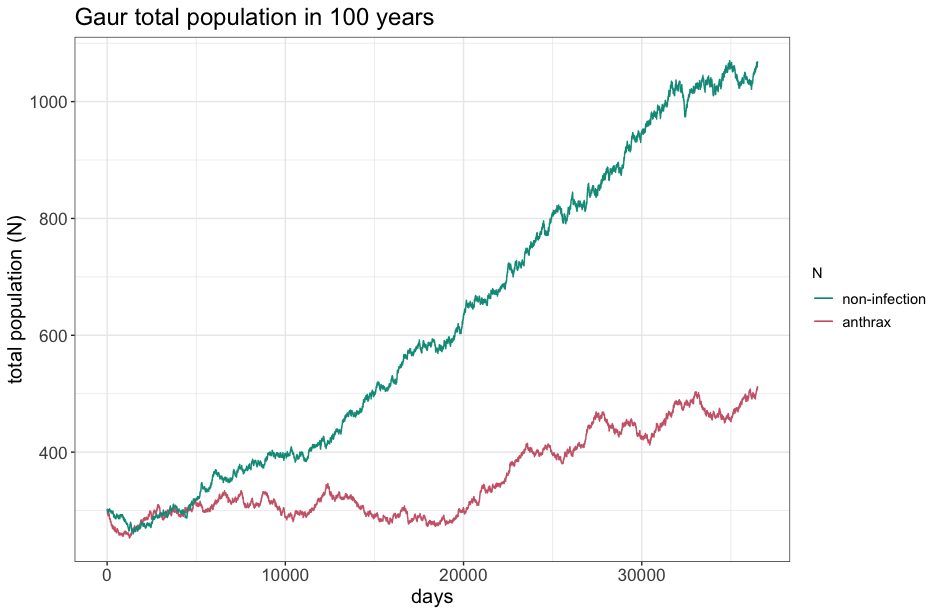 Gaur total population in 100 years
total population (N)
1000
800
600
400
0
10000
20000
30000
days
N
non-infection
anthrax